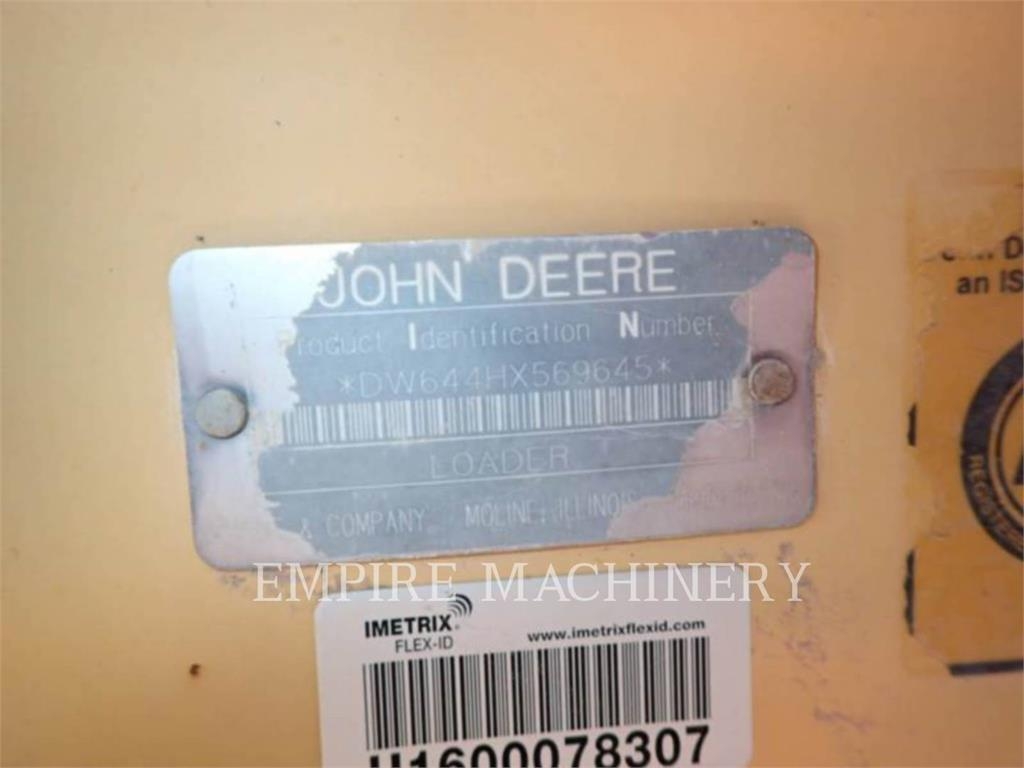 JOHN DEERE
Product Identification Number
*DW644HX569645*
LOADER
& COMPANY MOLINE, ILLINOIS
EMPIRE MACHINERY
IMETRIX
FLEX-ID
www.imetrixflexid.com
U1600078307
an IS